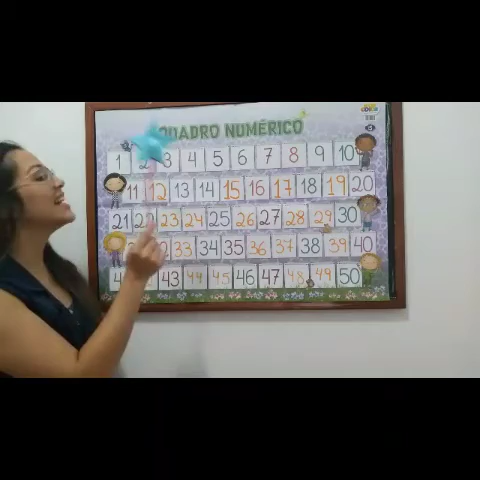 QUADRO NUMÉRICO
1 2 3 4 5 6 7 8 9 10
11 12 13 14 15 16 17 18 19 20
21 22 23 24 25 26 27 28 29 30
33 34 35 36 37 38 39 40
43 44 45 46 47 48 49 50